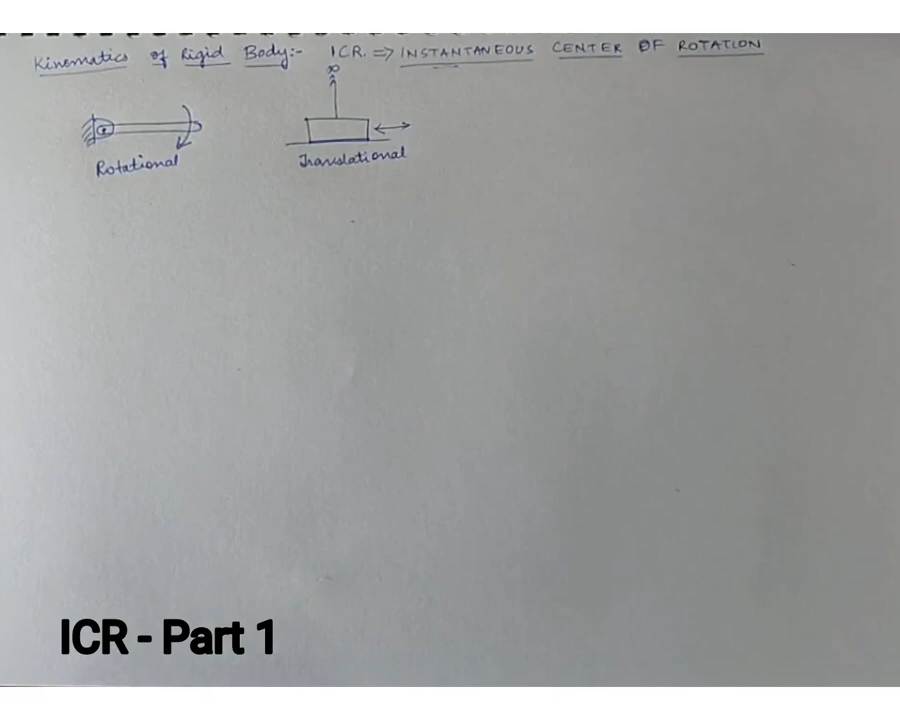 Kinematics of Rigid Body:- ICR. => INSTANTANEOUS CENTER OF ROTATION
∞
Rotational
Translational
ICR - Part 1